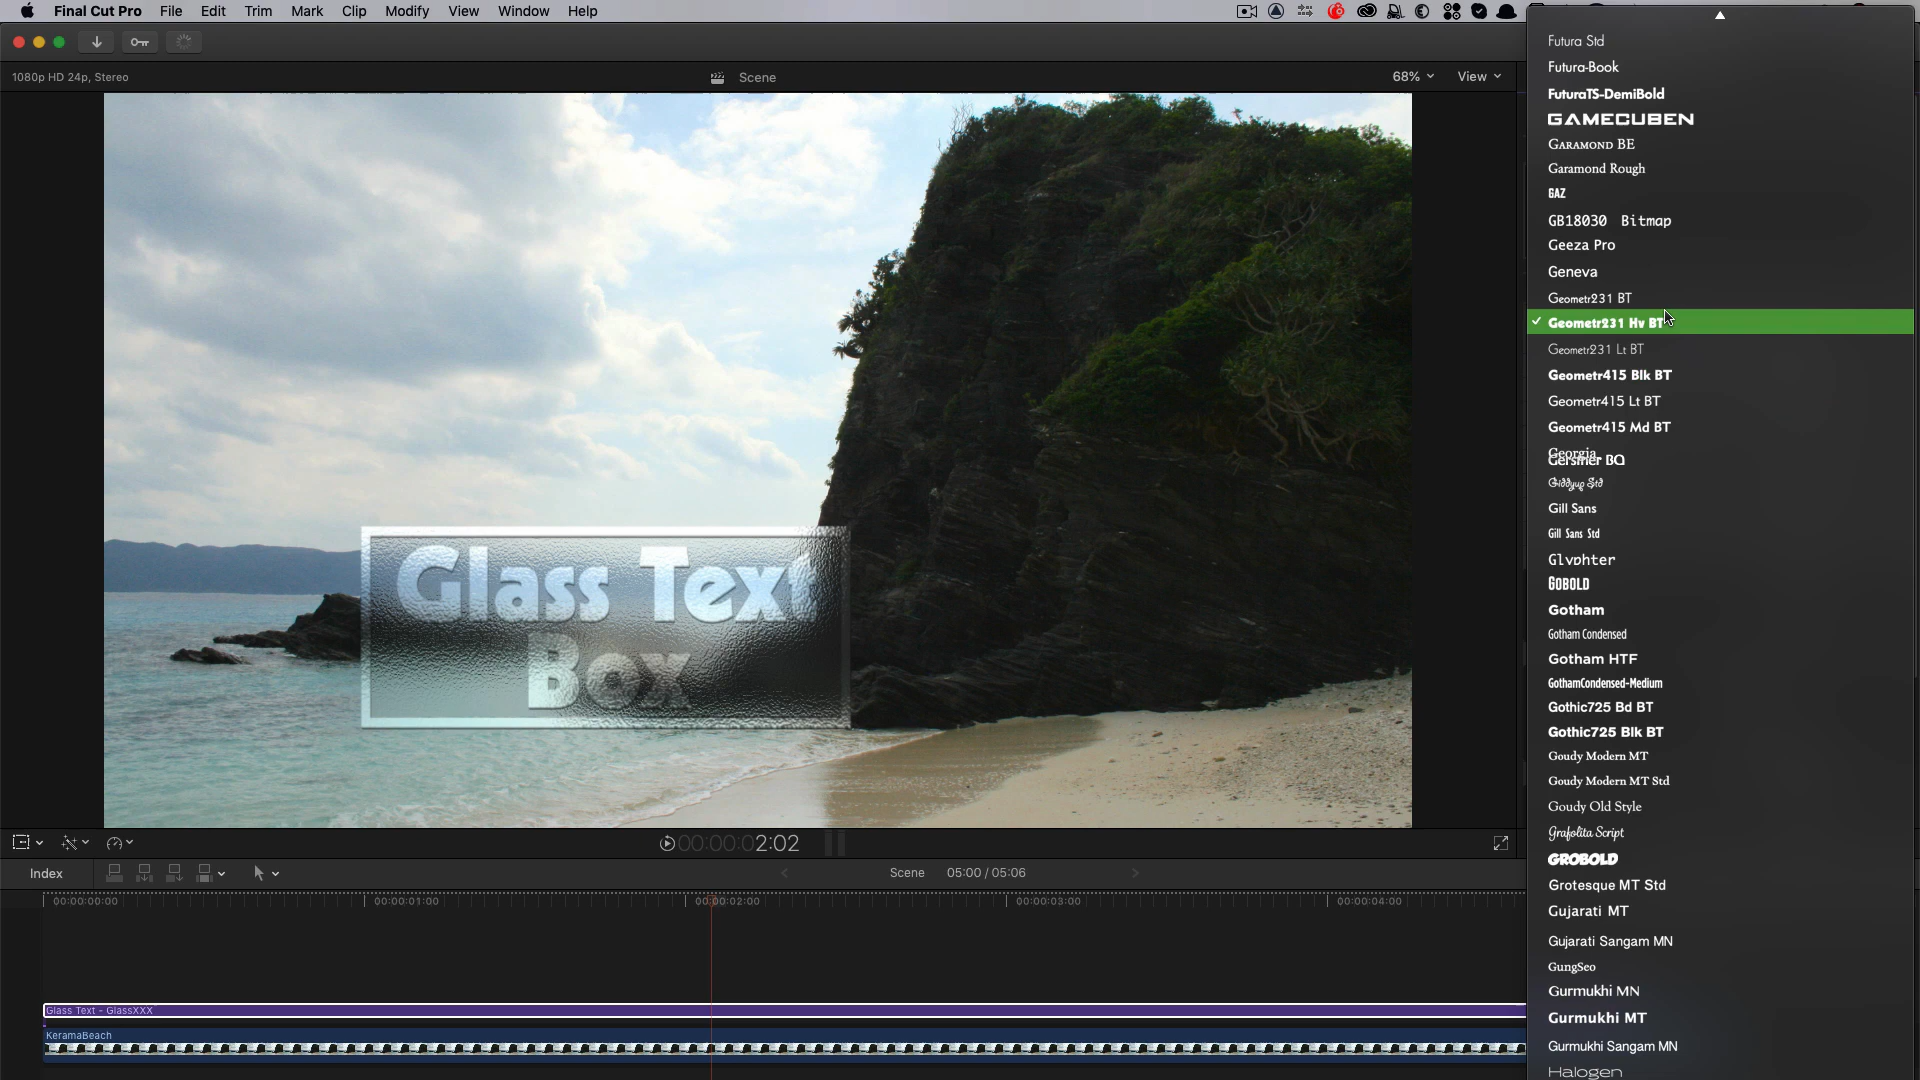 Final Cut Pro File Edit Trim Mark Clip Modify View Window Help
1080p HD 24p, Stereo
Scene
68%
View
Glass Text
Box
00:00:02:02
Index
Scene
05:00 / 05:06
00:00:00:00
00:00:01:00
00:00:02:00
00:00:03:00
00:00:04:00
Glass Text - GlassXXX
KeramaBeach
Futura Std
Futura-Book
FuturaTS-DemiBold
GAMECUBEN
GARAMOND BE
Garamond Rough
GAZ
GB18030 Bitmap
Geeza Pro
Geneva
Geometr231 BT
Geometr231 Hv BT
Geometr231 Lt BT
Geometr415 Blk BT
Geometr415 Lt BT
Geometr415 Md BT
Georgia
Gerstner BQ
Giddyup Std
Gill Sans
Gill Sans Std
Glyphter
GOBOLD
Gotham
Gotham Condensed
Gotham HTF
GothamCondensed-Medium
Gothic725 Bd BT
Gothic725 Blk BT
Goudy Modern MT
Goudy Modern MT Std
Goudy Old Style
Grafolita Script
GROBOLD
Grotesque MT Std
Gujarati MT
Gujarati Sangam MN
GungSeo
Gurmukhi MN
Gurmukhi MT
Gurmukhi Sangam MN
Halogen